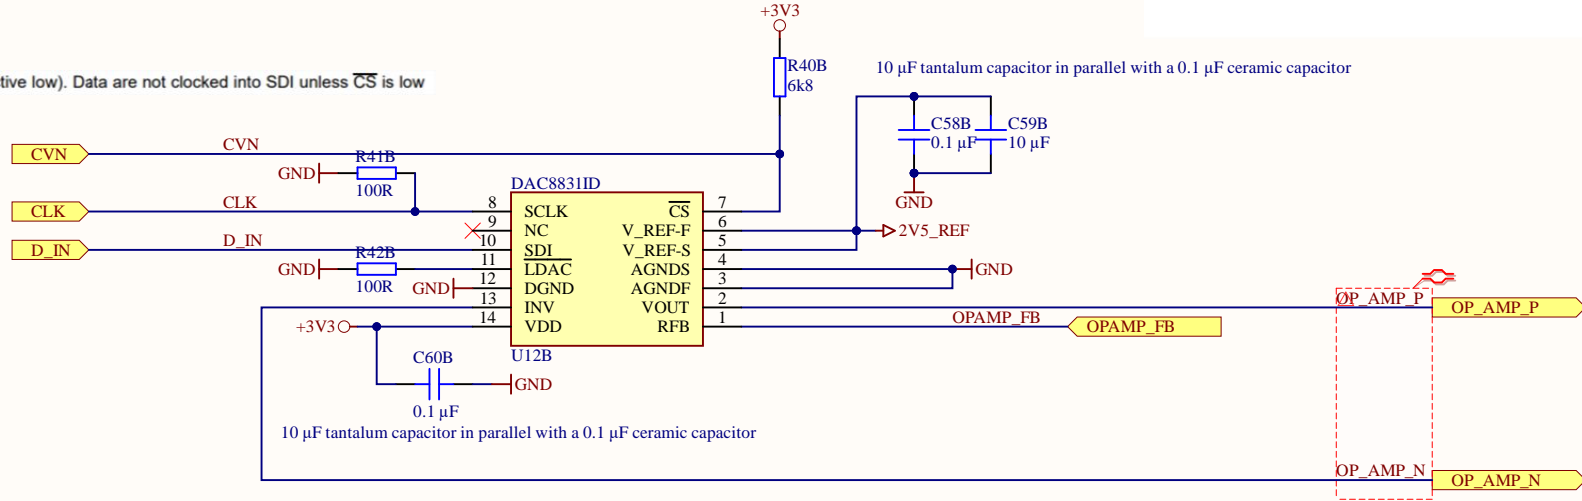 +3V3
R40B
6k8
10 µF tantalum capacitor in parallel with a 0.1 µF ceramic capacitor
tive low). Data are not clocked into SDI unless CS is low
C58B
0.1 µF
C59B
10 µF
GND
CVN
CVN
R41B
GND
100R
DAC8831ID
CLK
CLK
8
SCLK
CS
7
9
NC
V_REF-F
6
2V5_REF
D_IN
D_IN
10
SDI
V_REF-S
5
R42B
GND
100R
11
LDAC
AGNDS
4
GND
GND
12
DGND
AGNDF
3
13
INV
VOUT
2
OP_AMP_P
OP_AMP_P
+3V3
14
VDD
RFB
1
OPAMP_FB
OPAMP_FB
U12B
C60B
GND
0.1 µF
10 µF tantalum capacitor in parallel with a 0.1 µF ceramic capacitor
OP_AMP_N
OP_AMP_N